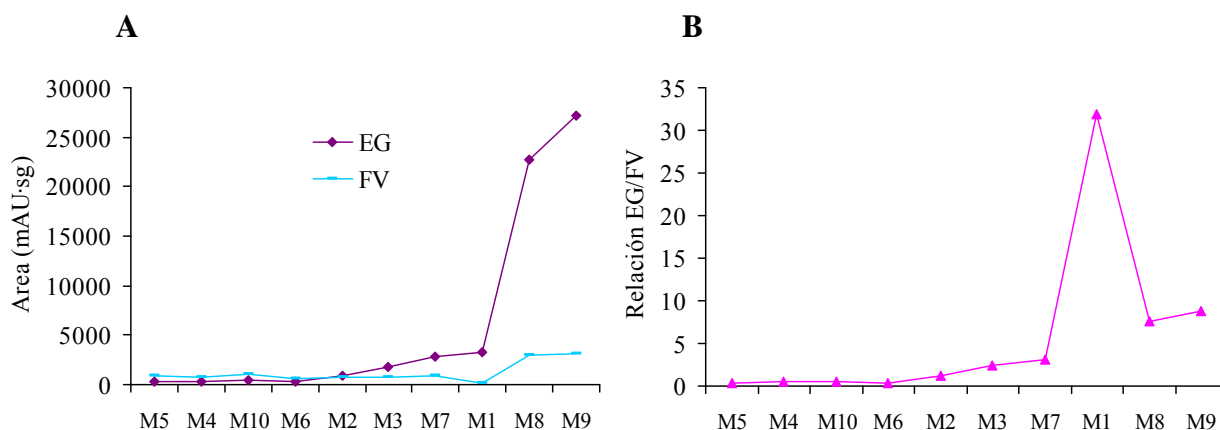 A
Area (mAU·sg)
30000
25000
20000
15000
10000
5000
0
EG
FV
M5 M4 M10 M6 M2 M3 M7 M1 M8 M9
B
Relación EG/FV
35
30
25
20
15
10
5
0
M5 M4 M10 M6 M2 M3 M7 M1 M8 M9